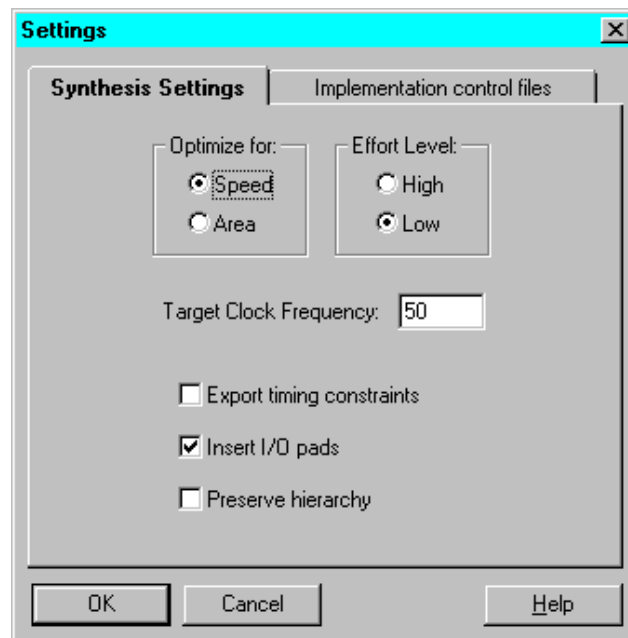 Settings
Synthesis Settings Implementation control files
Optimize for: Effort Level:
Speed High
Area Low
Target Clock Frequency: 50
Export timing constraints
Insert I/O pads
Preserve hierarchy
OK Cancel Help